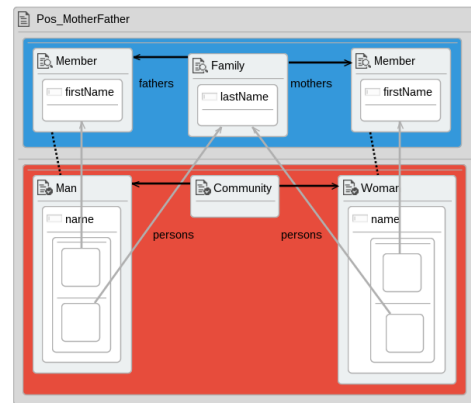 Pos_MotherFather
Member
Family
Member
fathers
mothers
firstName
lastName
firstName
Man
Community
Woman
name
name
persons
persons